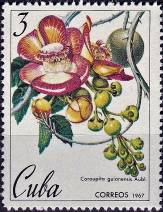 3
Couroupita guianensis Aubl.
Cuba
CORREOS 1967